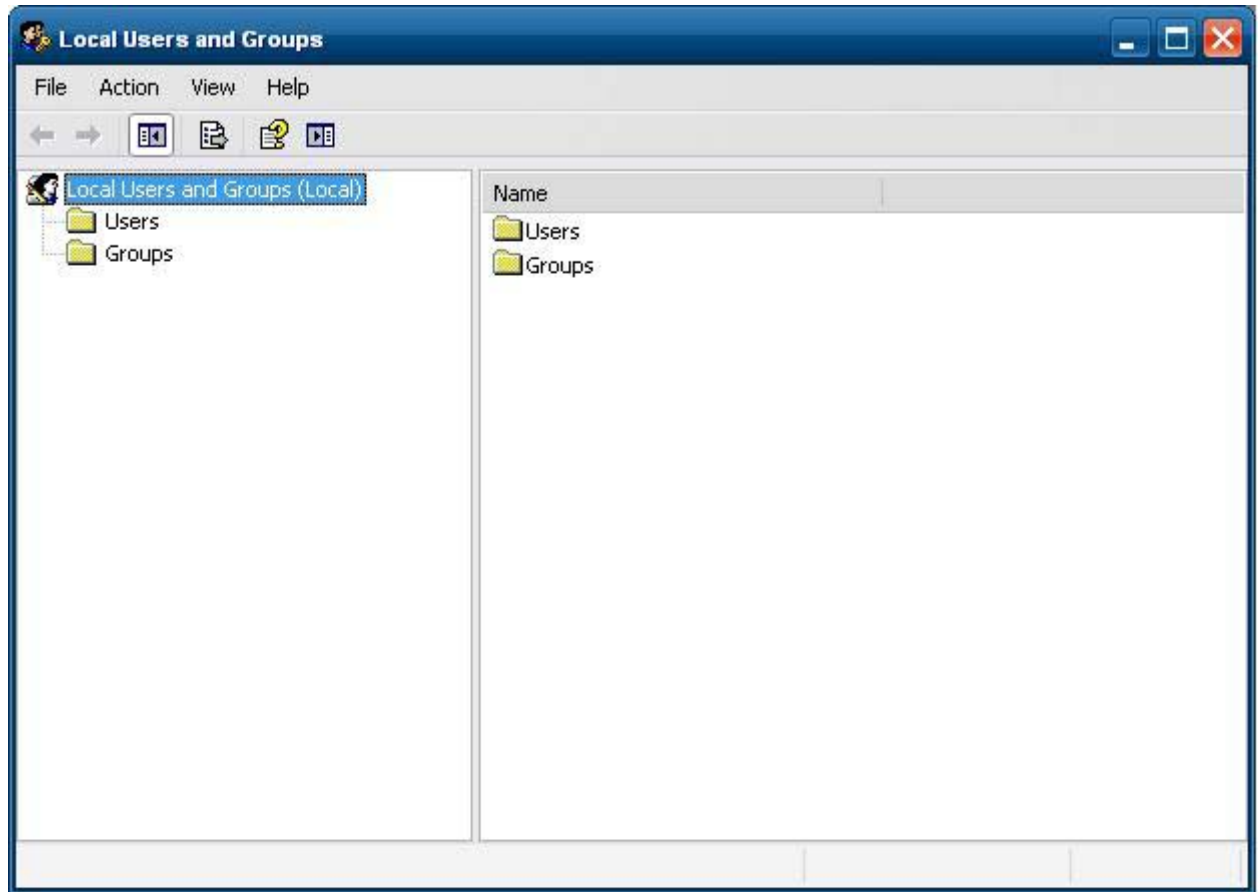 Local Users and Groups
File Action View Help
Local Users and Groups (Local)
Users
Groups
Name
Users
Groups